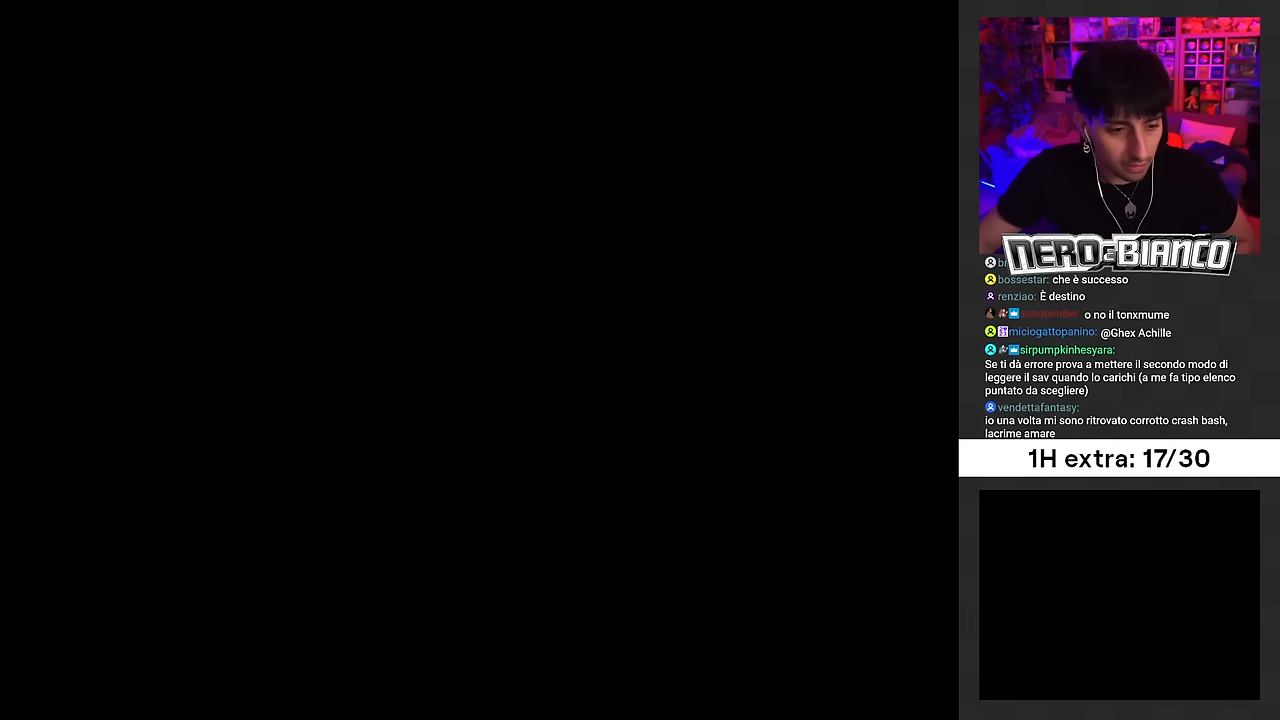 NERO E BIANCO
br
bossestar: che è successo
renziao: È destino
scoutember: o no il tonxmume
miciogattopanino: @Ghex Achille
sirpumpkinhesyara:
Se ti dà errore prova a mettere il secondo modo di
leggere il sav quando lo carichi (a me fa tipo elenco
puntato da scegliere)
vendettafantasy:
io una volta mi sono ritrovato corrotto crash bash,
lacrime amare
1H extra: 17/30